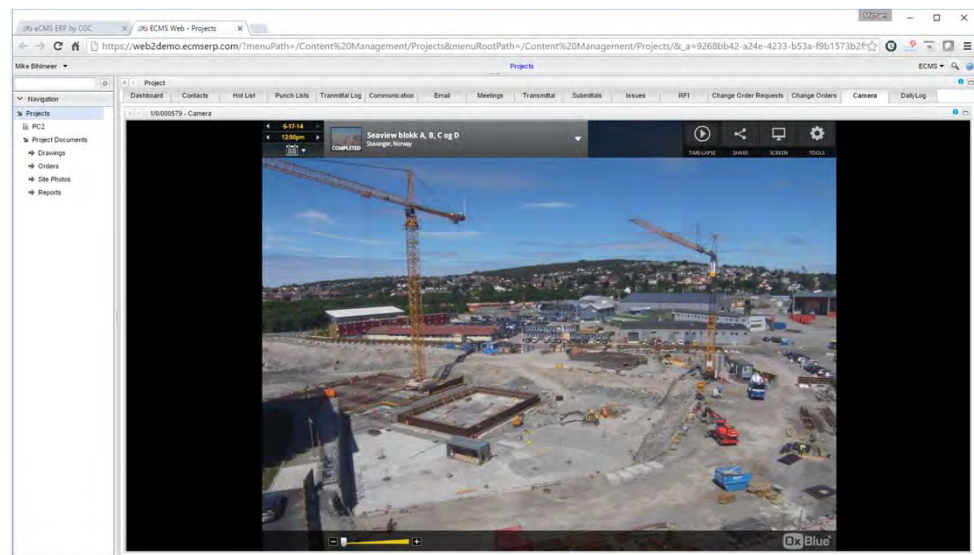 Michael
eCMS ERP by CGC
ECMS Web - Projects
https://web2demo.ecmserp.com/?menuPath=/Content%20Management/Projects&menuRootPath=/Content%20Management/Projects/&_a=9268bb42-a24e-4233-b53a-f9b1573b2f
Mike Bihlmeier
Projects
ECMS
Project
Navigation
Dashboard Contacts Hot List Punch Lists Tranmittal Log Communication Email Meetings Transmittal Submittals Issues RFI Change Order Requests Change Orders Camera DailyLog
Projects
PC2
Project Documents
Drawings
Orders
Site Photos
Reports
1/0/000579 - Camera
6-17-14
12:50pm
COMPLETED
Seaview blokk A, B, C og D
Stavanger, Norway
TIME-LAPSE SHARE SCREEN TOOLS
OxBlue